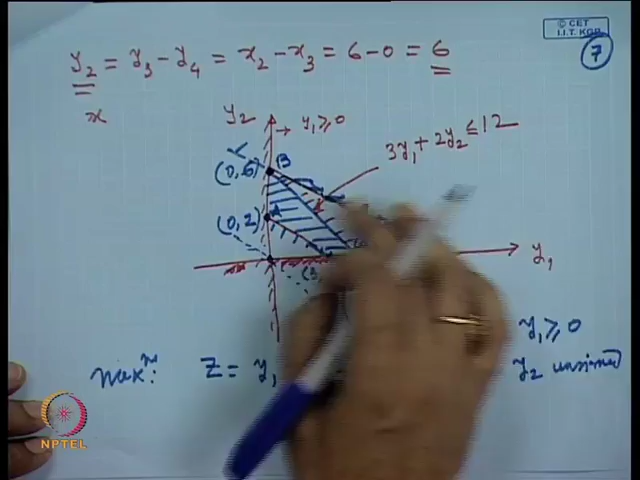 © CET
I.I.T. KGP
7
y₂ = y₃ - y₄ = x₂ - x₃ = 6 - 0 = 6
x
y₂
y₁ ≥ 0
3y₁ + 2y₂ ≤ 12
B
(0, 6)
(0, 2)
A
y₁
y₁ ≥ 0
Max^m: Z = y₁
y₂ unsigned
NPTEL